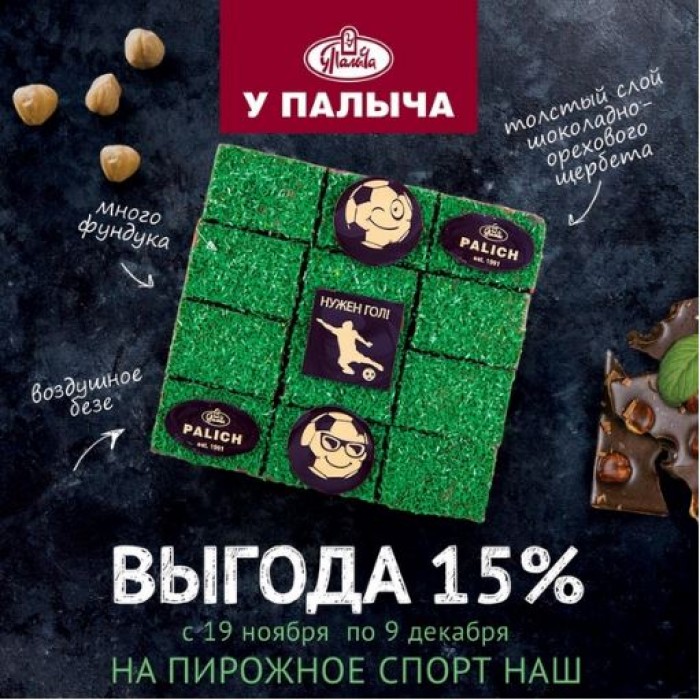 У Палыча
У ПАЛЫЧА
толстый слой
шоколадно-
орехового
щербета
много
фундука
PALICH
est. 1991
НУЖЕН ГОЛ!
воздушное
безе
PALICH
est. 1991
ВЫГОДА 15%
с 19 ноября по 9 декабря
НА ПИРОЖНОЕ СПОРТ НАШ